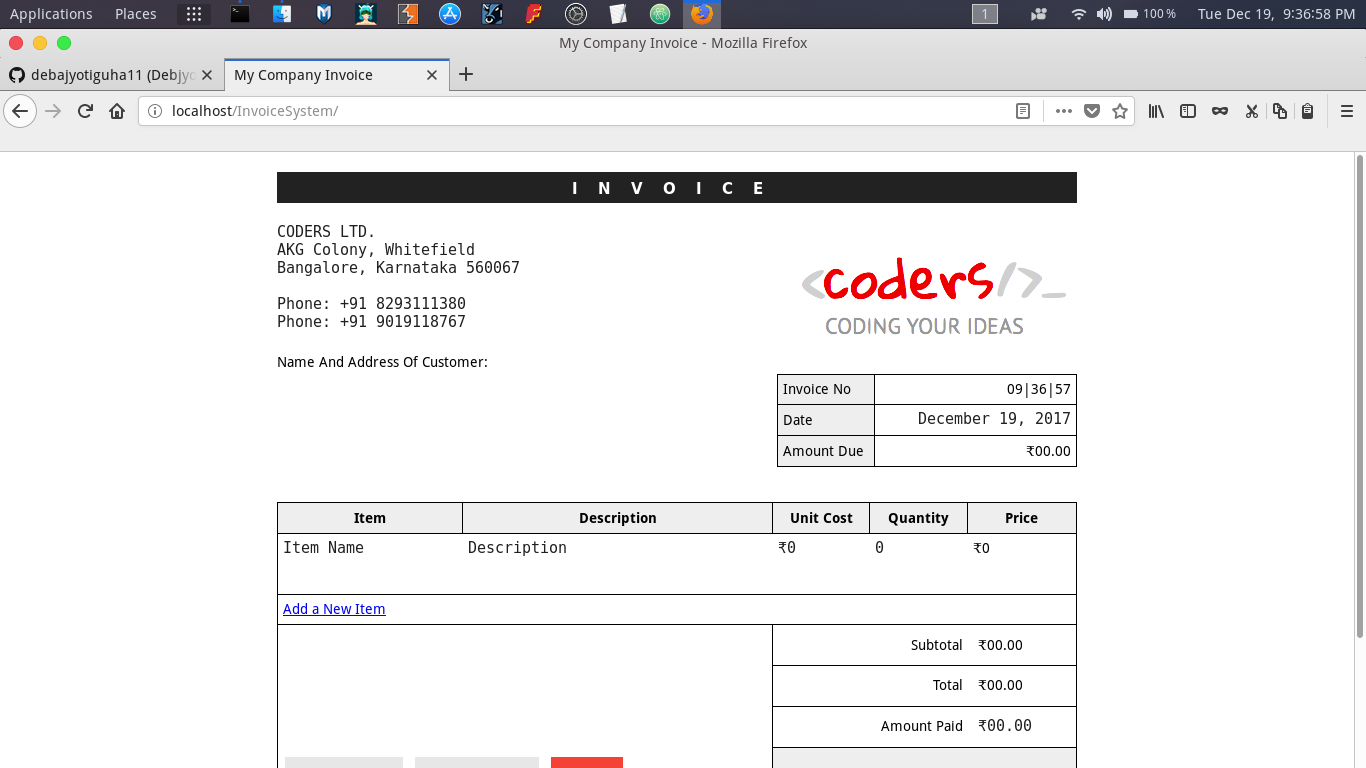 Applications Places 1 100 % Tue Dec 19, 9:36:58 PM
My Company Invoice - Mozilla Firefox
debajyotiguha11 (Debjyo My Company Invoice
localhost/InvoiceSystem/
I N V O I C E
CODERS LTD.
AKG Colony, Whitefield
Bangalore, Karnataka 560067
Phone: +91 8293111380
Phone: +91 9019118767
<coders/>_
CODING YOUR IDEAS
Name And Address Of Customer:
Invoice No 09|36|57
Date December 19, 2017
Amount Due ₹00.00
Item Description Unit Cost Quantity Price
Item Name Description ₹0 0 ₹0
Add a New Item
Subtotal ₹00.00
Total ₹00.00
Amount Paid ₹00.00